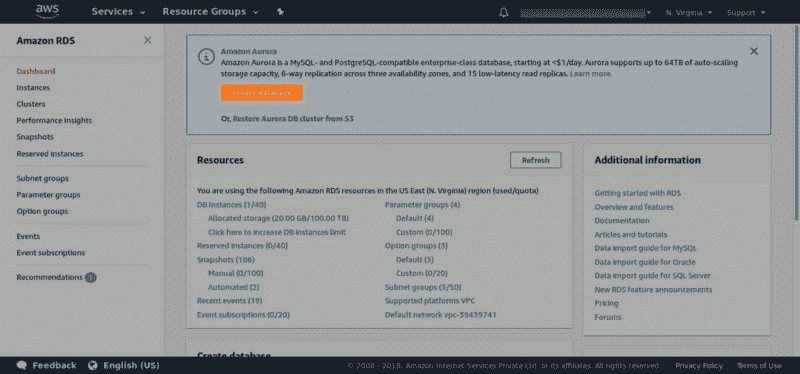 aws Services Resource Groups N. Virginia Support
Amazon RDS
Dashboard
Instances
Clusters
Performance Insights
Snapshots
Reserved instances
Subnet groups
Parameter groups
Option groups
Events
Event subscriptions
Recommendations
Amazon Aurora
Amazon Aurora is a MySQL- and PostgreSQL-compatible enterprise-class database, starting at <$1/day. Aurora supports up to 64TB of auto-scaling
storage capacity, 6-way replication across three availability zones, and 15 low-latency read replicas. Learn more.
Create database
Or, Restore Aurora DB cluster from S3
Resources
Refresh
You are using the following Amazon RDS resources in the US East (N. Virginia) region (used/quota)
DB Instances (1/40)
Allocated storage (20.00 GB/100.00 TB)
Click here to increase DB instances limit
Reserved instances (0/40)
Snapshots (186)
Manual (0/100)
Automated (2)
Recent events (19)
Event subscriptions (0/20)
Parameter groups (4)
Default (4)
Custom (0/100)
Option groups (3)
Default (3)
Custom (0/20)
Subnet groups (3/50)
Supported platforms VPC
Default network vpc-39439741
Additional information
Getting started with RDS
Overview and features
Documentation
Articles and tutorials
Data import guide for MySQL
Data import guide for Oracle
Data import guide for SQL Server
New RDS feature announcements
Pricing
Forums
Create database
Feedback English (US) © 2008 - 2018, Amazon Internet Services Private Ltd. or its affiliates. All rights reserved. Privacy Policy Terms of Use